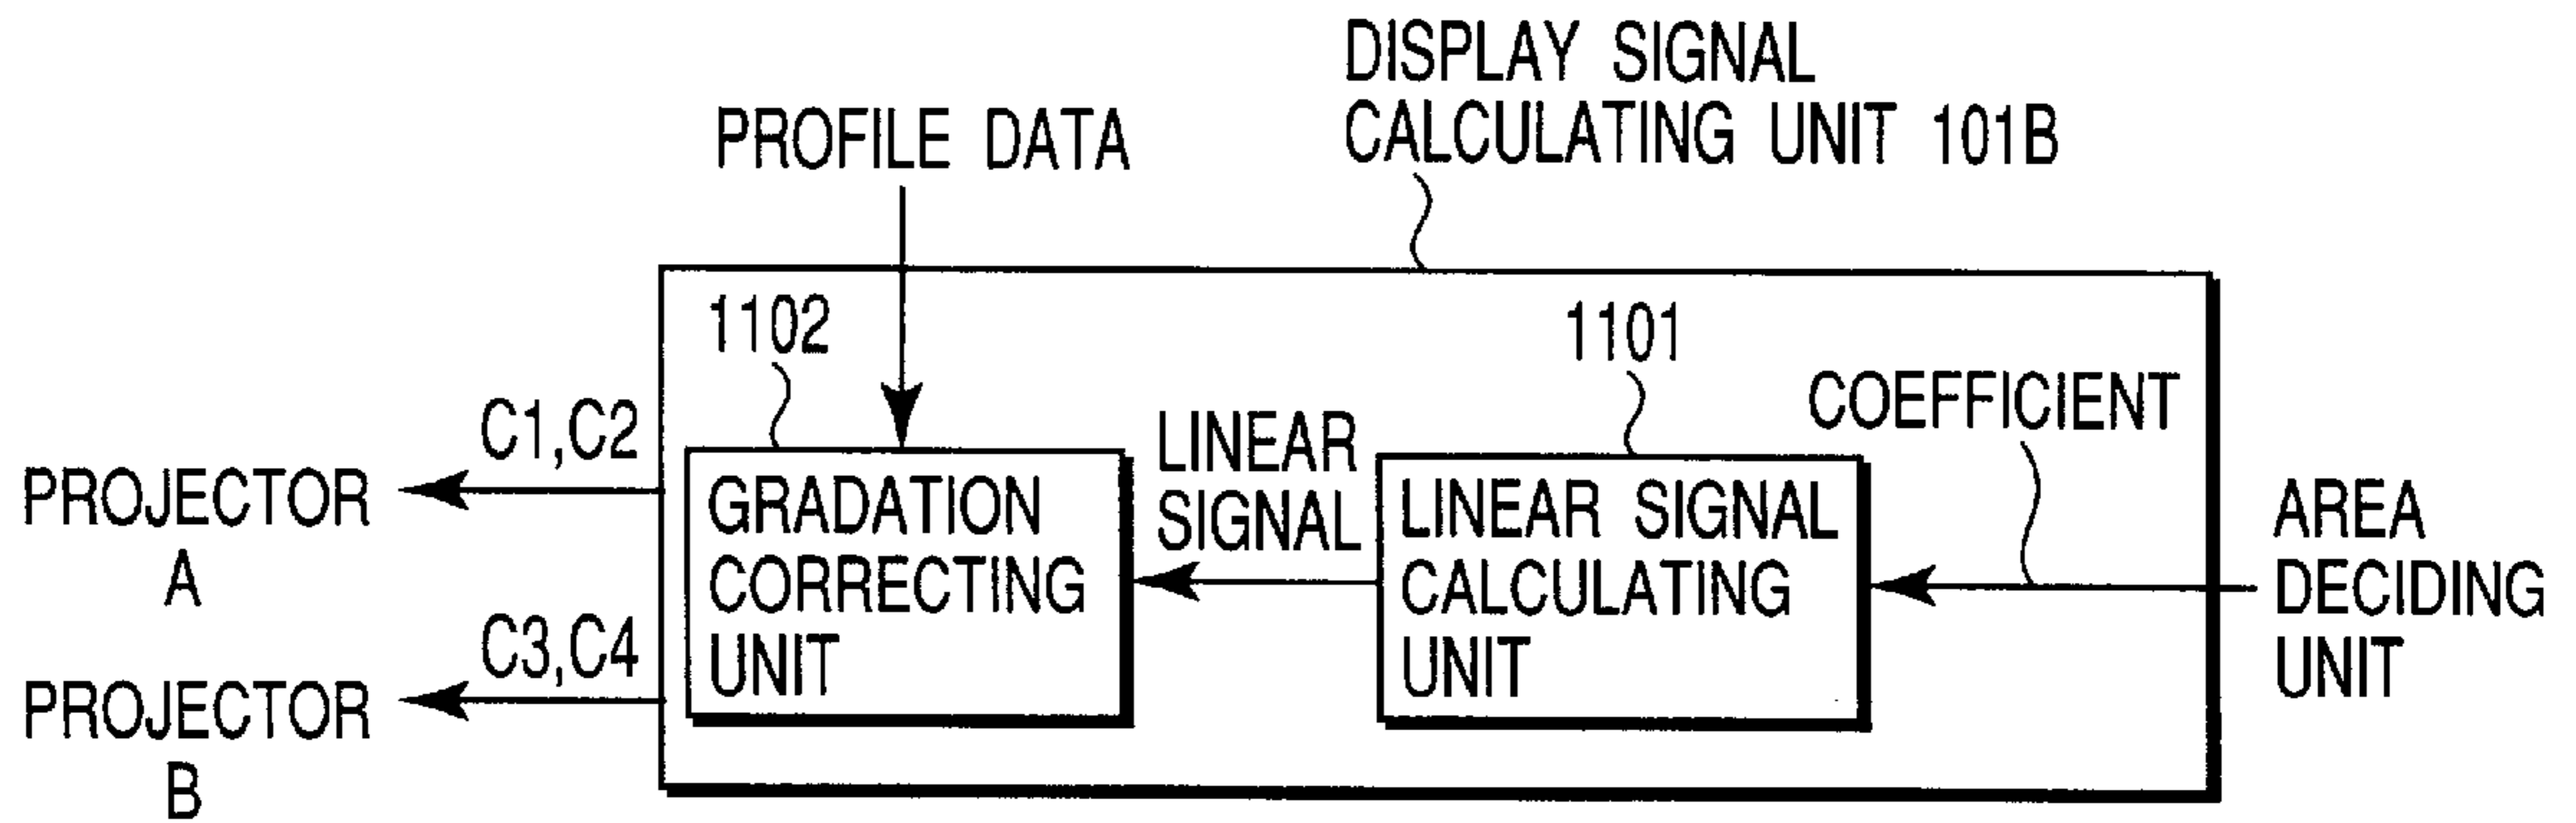 DISPLAY SIGNAL
CALCULATING UNIT 101B
PROFILE DATA
1102
1101
COEFFICIENT
C1,C2
LINEAR
SIGNAL
PROJECTOR
A
GRADATION
CORRECTING
UNIT
LINEAR SIGNAL
CALCULATING
UNIT
AREA
DECIDING
UNIT
C3,C4
PROJECTOR
B